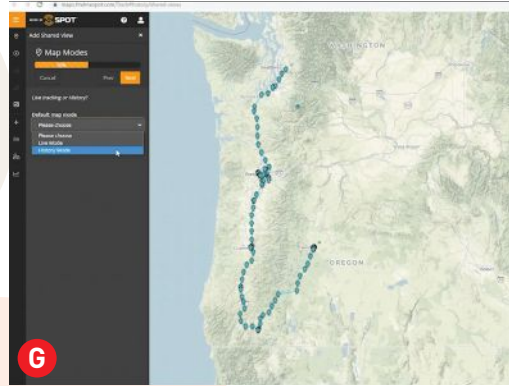 SPOT
Add Shared View
Map Modes
50%
Cancel
Prev
Next
Live tracking or History?
Default map mode
Please choose
Please choose
Live Mode
History Mode
WASHINGTON
OREGON
G